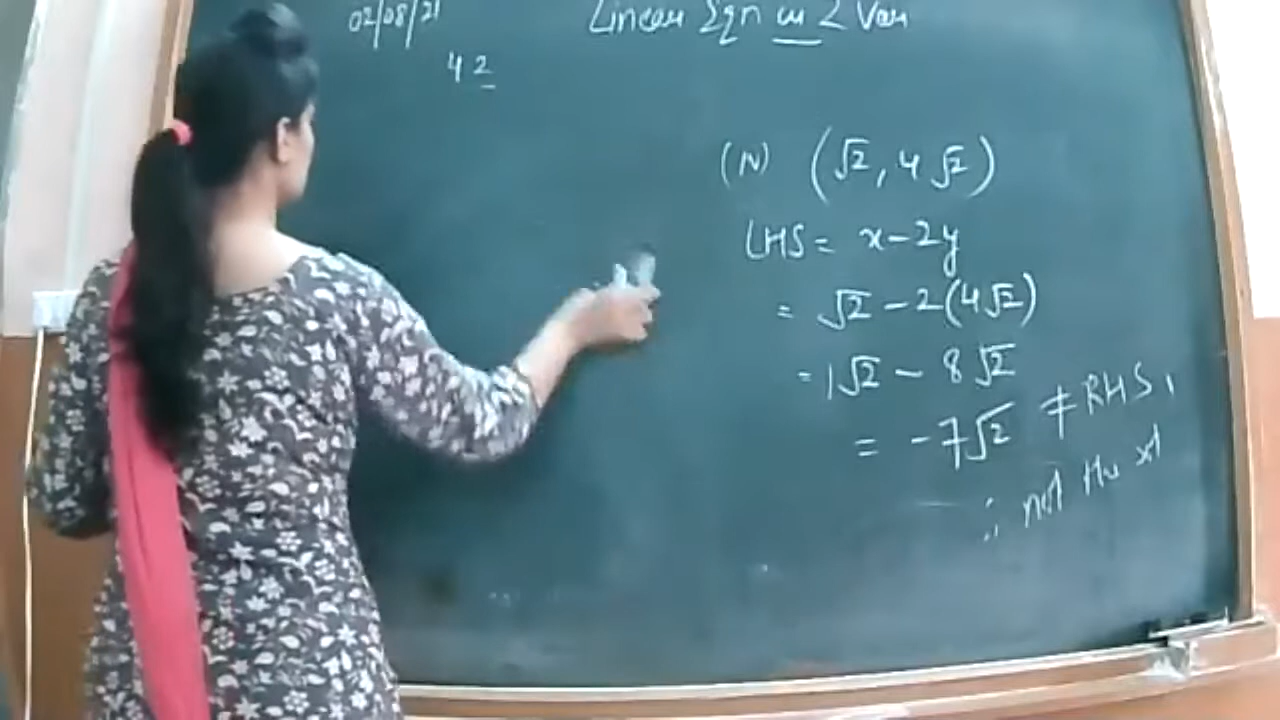 02/08/21
Linear Eqn in 2 Var
4 2
(iv) (√2, 4√2)
LHS = x-2y
= √2 - 2(4√2)
= 1√2 - 8√2
= -7√2 ≠ RHS,
∴ not the